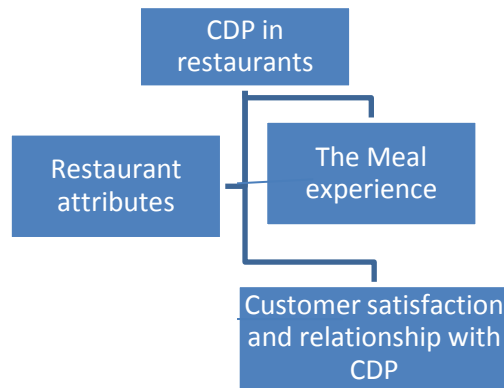 CDP in
restaurants
Restaurant
attributes
The Meal
experience
Customer satisfaction
and relationship with
CDP